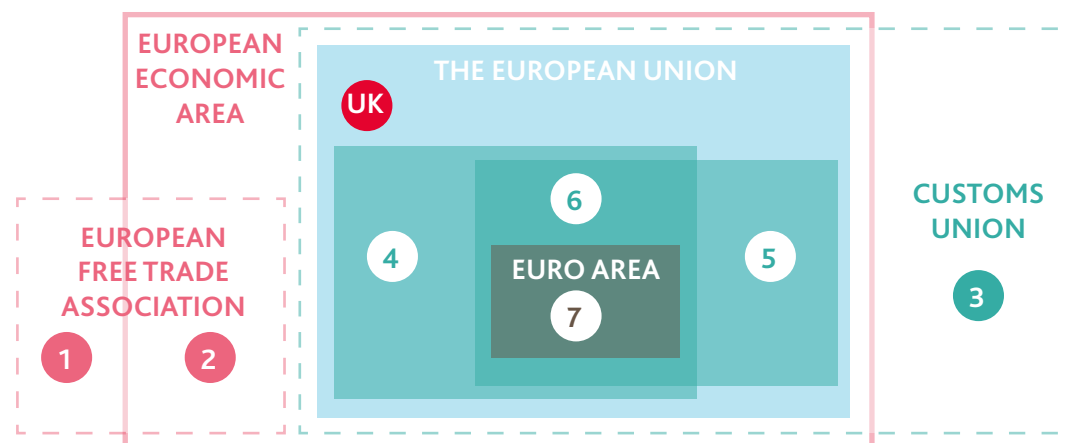 EUROPEAN
ECONOMIC
AREA
THE EUROPEAN UNION
UK
6
CUSTOMS
UNION
EUROPEAN
FREE TRADE
ASSOCIATION
4
5
EURO AREA
3
7
1
2